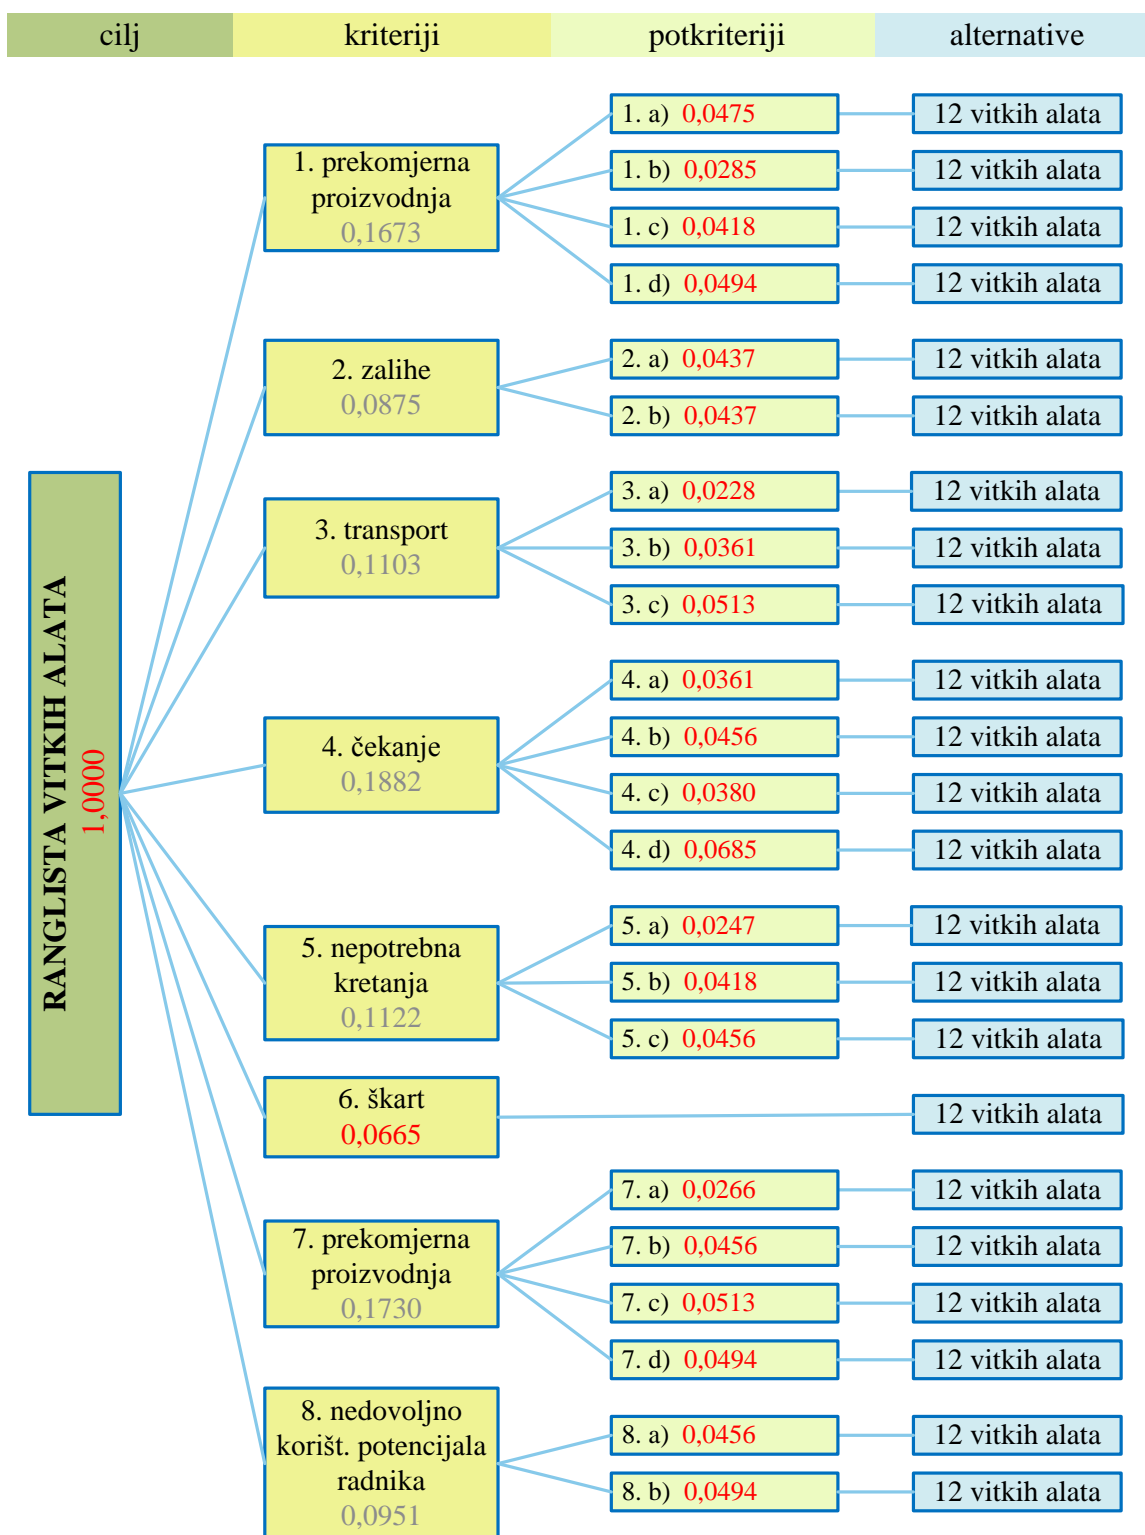 cilj
kriteriji
potkriteriji
alternative
RANGLISTA VITKIH ALATA
1,0000
1. prekomjerna
proizvodnja
0,1673
1. a) 0,0475
12 vitkih alata
1. b) 0,0285
12 vitkih alata
1. c) 0,0418
12 vitkih alata
1. d) 0,0494
12 vitkih alata
2. zalihe
0,0875
2. a) 0,0437
12 vitkih alata
2. b) 0,0437
12 vitkih alata
3. transport
0,1103
3. a) 0,0228
12 vitkih alata
3. b) 0,0361
12 vitkih alata
3. c) 0,0513
12 vitkih alata
4. čekanje
0,1882
4. a) 0,0361
12 vitkih alata
4. b) 0,0456
12 vitkih alata
4. c) 0,0380
12 vitkih alata
4. d) 0,0685
12 vitkih alata
5. nepotrebna
kretanja
0,1122
5. a) 0,0247
12 vitkih alata
5. b) 0,0418
12 vitkih alata
5. c) 0,0456
12 vitkih alata
6. škart
0,0665
12 vitkih alata
7. prekomjerna
proizvodnja
0,1730
7. a) 0,0266
12 vitkih alata
7. b) 0,0456
12 vitkih alata
7. c) 0,0513
12 vitkih alata
7. d) 0,0494
12 vitkih alata
8. nedovoljno
korišt. potencijala
radnika
0,0951
8. a) 0,0456
12 vitkih alata
8. b) 0,0494
12 vitkih alata